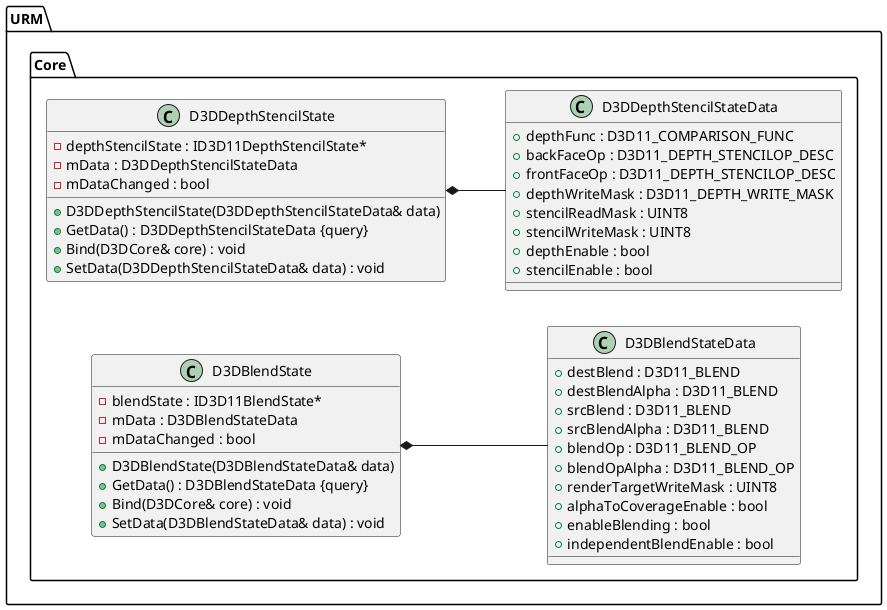 URM
Core
C D3DDepthStencilState
depthStencilState : ID3D11DepthStencilState*
mData : D3DDepthStencilStateData
mDataChanged : bool
D3DDepthStencilState(D3DDepthStencilStateData& data)
GetData() : D3DDepthStencilStateData {query}
Bind(D3DCore& core) : void
SetData(D3DDepthStencilStateData& data) : void
C D3DDepthStencilStateData
depthFunc : D3D11_COMPARISON_FUNC
backFaceOp : D3D11_DEPTH_STENCILOP_DESC
frontFaceOp : D3D11_DEPTH_STENCILOP_DESC
depthWriteMask : D3D11_DEPTH_WRITE_MASK
stencilReadMask : UINT8
stencilWriteMask : UINT8
depthEnable : bool
stencilEnable : bool
C D3DBlendState
blendState : ID3D11BlendState*
mData : D3DBlendStateData
mDataChanged : bool
D3DBlendState(D3DBlendStateData& data)
GetData() : D3DBlendStateData {query}
Bind(D3DCore& core) : void
SetData(D3DBlendStateData& data) : void
C D3DBlendStateData
destBlend : D3D11_BLEND
destBlendAlpha : D3D11_BLEND
srcBlend : D3D11_BLEND
srcBlendAlpha : D3D11_BLEND
blendOp : D3D11_BLEND_OP
blendOpAlpha : D3D11_BLEND_OP
renderTargetWriteMask : UINT8
alphaToCoverageEnable : bool
enableBlending : bool
independentBlendEnable : bool